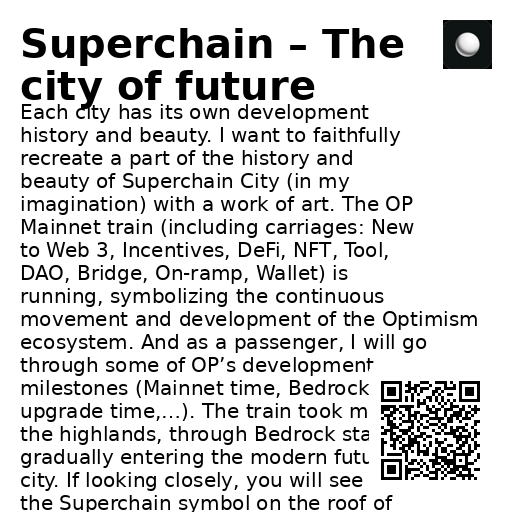 Superchain – The
city of future
Each city has its own development
history and beauty. I want to faithfully
recreate a part of the history and
beauty of Superchain City (in my
imagination) with a work of art. The OP
Mainnet train (including carriages: New
to Web 3, Incentives, DeFi, NFT, Tool,
DAO, Bridge, On-ramp, Wallet) is
running, symbolizing the continuous
movement and development of the Optimism
ecosystem. And as a passenger, I will go
through some of OP’s development
milestones (Mainnet time, Bedrock
upgrade time,...). The train took m
the highlands, through Bedrock sta
gradually entering the modern futu
city. If looking closely, you will see
the Superchain symbol on the roof of